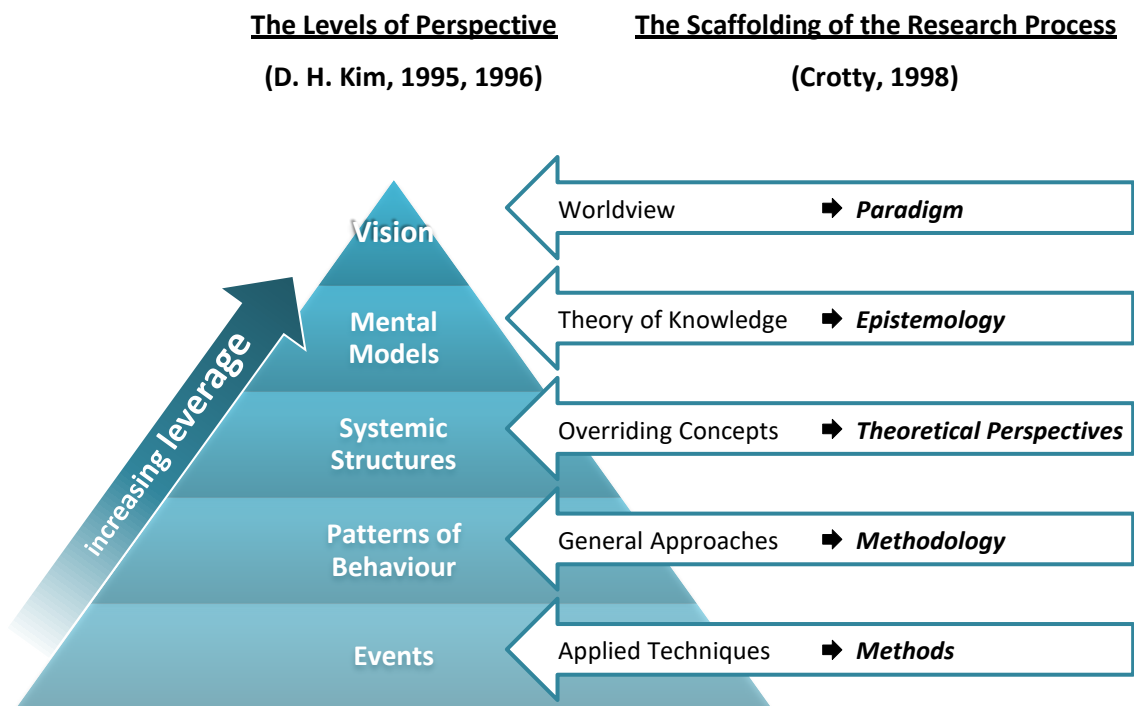 The Levels of Perspective
(D. H. Kim, 1995, 1996)
The Scaffolding of the Research Process
(Crotty, 1998)
increasing leverage
Vision
Worldview 🡆 Paradigm
Mental
Models
Theory of Knowledge 🡆 Epistemology
Systemic
Structures
Overriding Concepts 🡆 Theoretical Perspectives
Patterns of
Behaviour
General Approaches 🡆 Methodology
Events
Applied Techniques 🡆 Methods